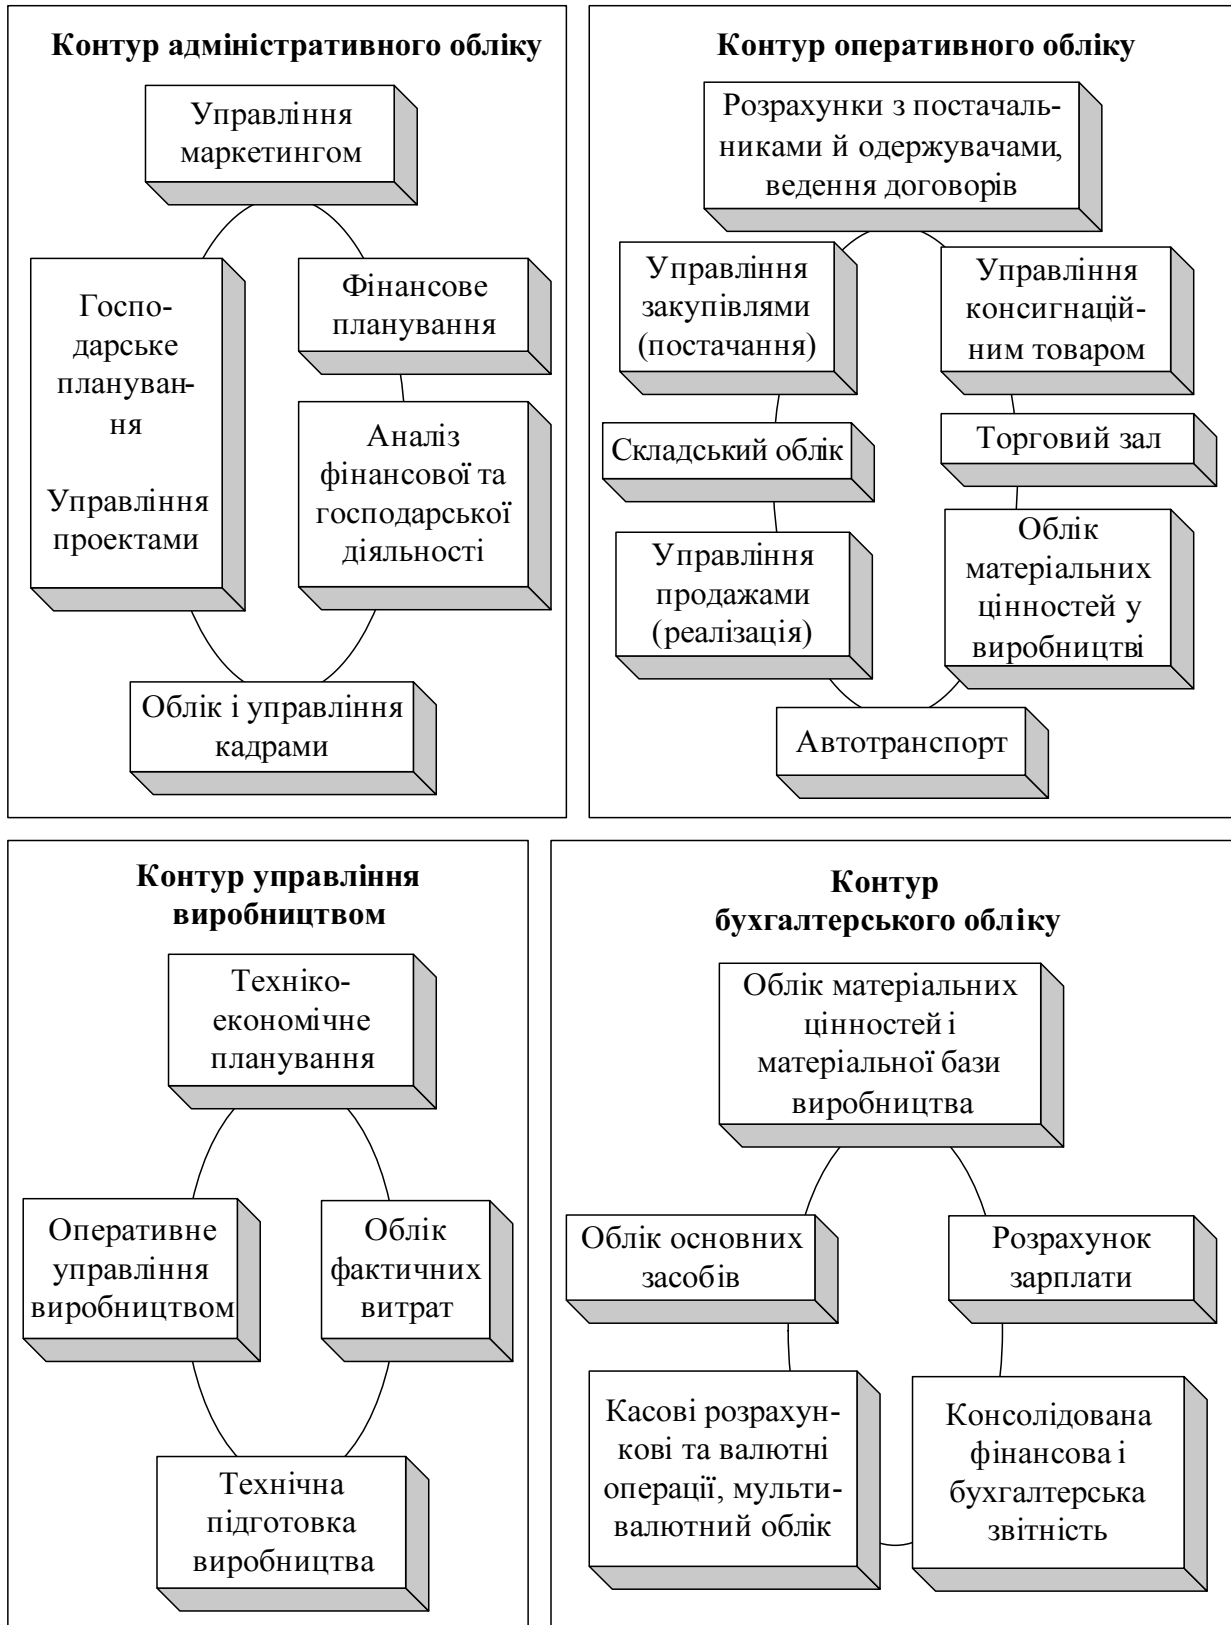 Контур адміністративного обліку
Управління
маркетингом
Госпо-
дарське
плануван-
ня
Управління
проектами
Фінансове
планування
Аналіз
фінансової та
господарської
діяльності
Облік і управління
кадрами
Контур оперативного обліку
Розрахунки з постачаль-
никами й одержувачами,
ведення договорів
Управління
закупівлями
(постачання)
Управління
консигнацій-
ним товаром
Складський облік
Торговий зал
Управління
продажами
(реалізація)
Облік
матеріальних
цінностей у
виробництві
Автотранспорт
Контур управління
виробництвом
Техніко-
економічне
планування
Оперативне
управління
виробництвом
Облік
фактичних
витрат
Технічна
підготовка
виробництва
Контур
бухгалтерського обліку
Облік матеріальних
цінностей і
матеріальної бази
виробництва
Облік основних
засобів
Розрахунок
зарплати
Касові розрахун-
кові та валютні
операції, мульти-
валютний облік
Консолідована
фінансова і
бухгалтерська
звітність